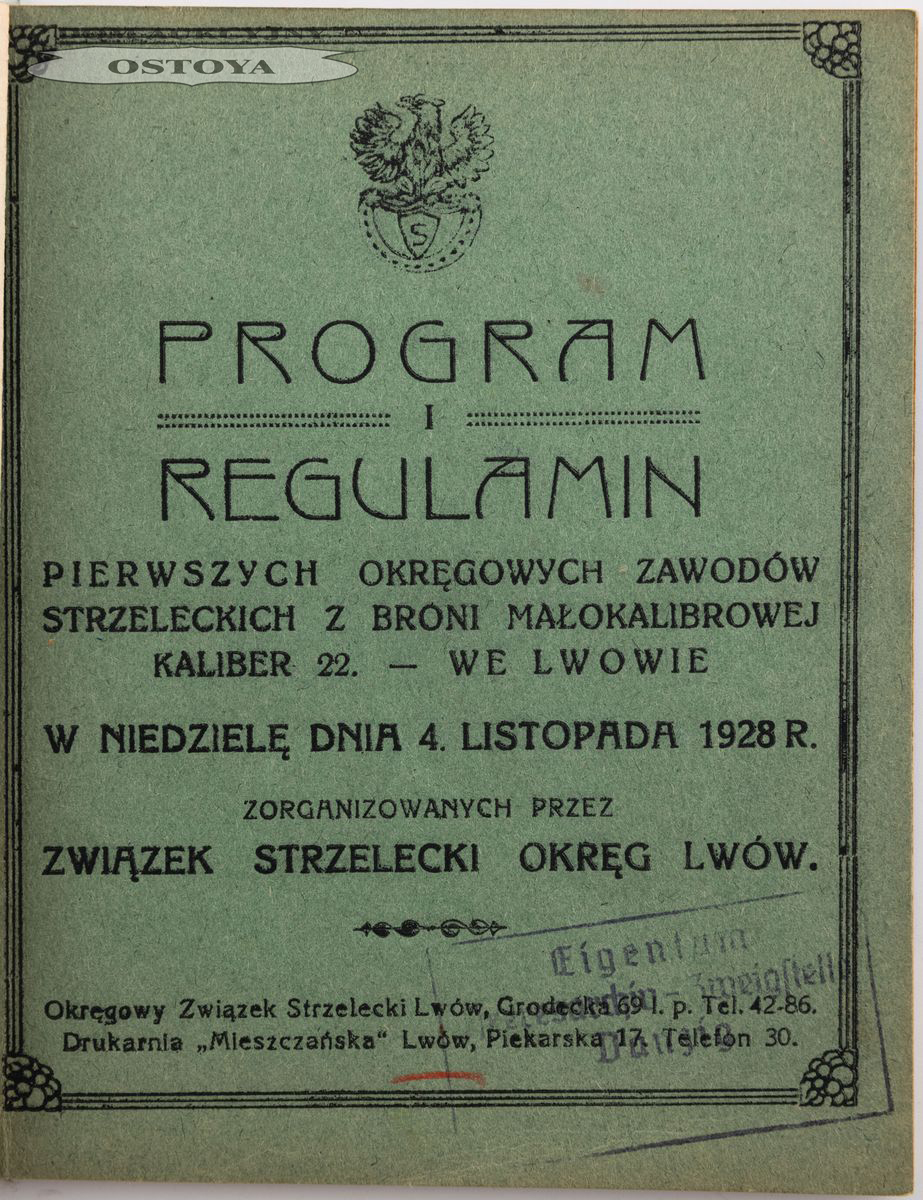 OSTOYA
S
PROGRAM
I
REGULAMIN
PIERWSZYCH OKRĘGOWYCH ZAWODÓW
STRZELECKICH Z BRONI MAŁOKALIBROWEJ
KALIBER 22. — WE LWOWIE
W NIEDZIELĘ DNIA 4. LISTOPADA 1928 R.
ZORGANIZOWANYCH PRZEZ
ZWIĄZEK STRZELECKI OKRĘG LWÓW.
Eigentum
Zweigstelle
Danzig
Okręgowy Związek Strzelecki Lwów, Grodecka 69 I. p. Tel. 42-86.
Drukarnia „Mieszczańska“ Lwów, Piekarska 17. Telefon 30.